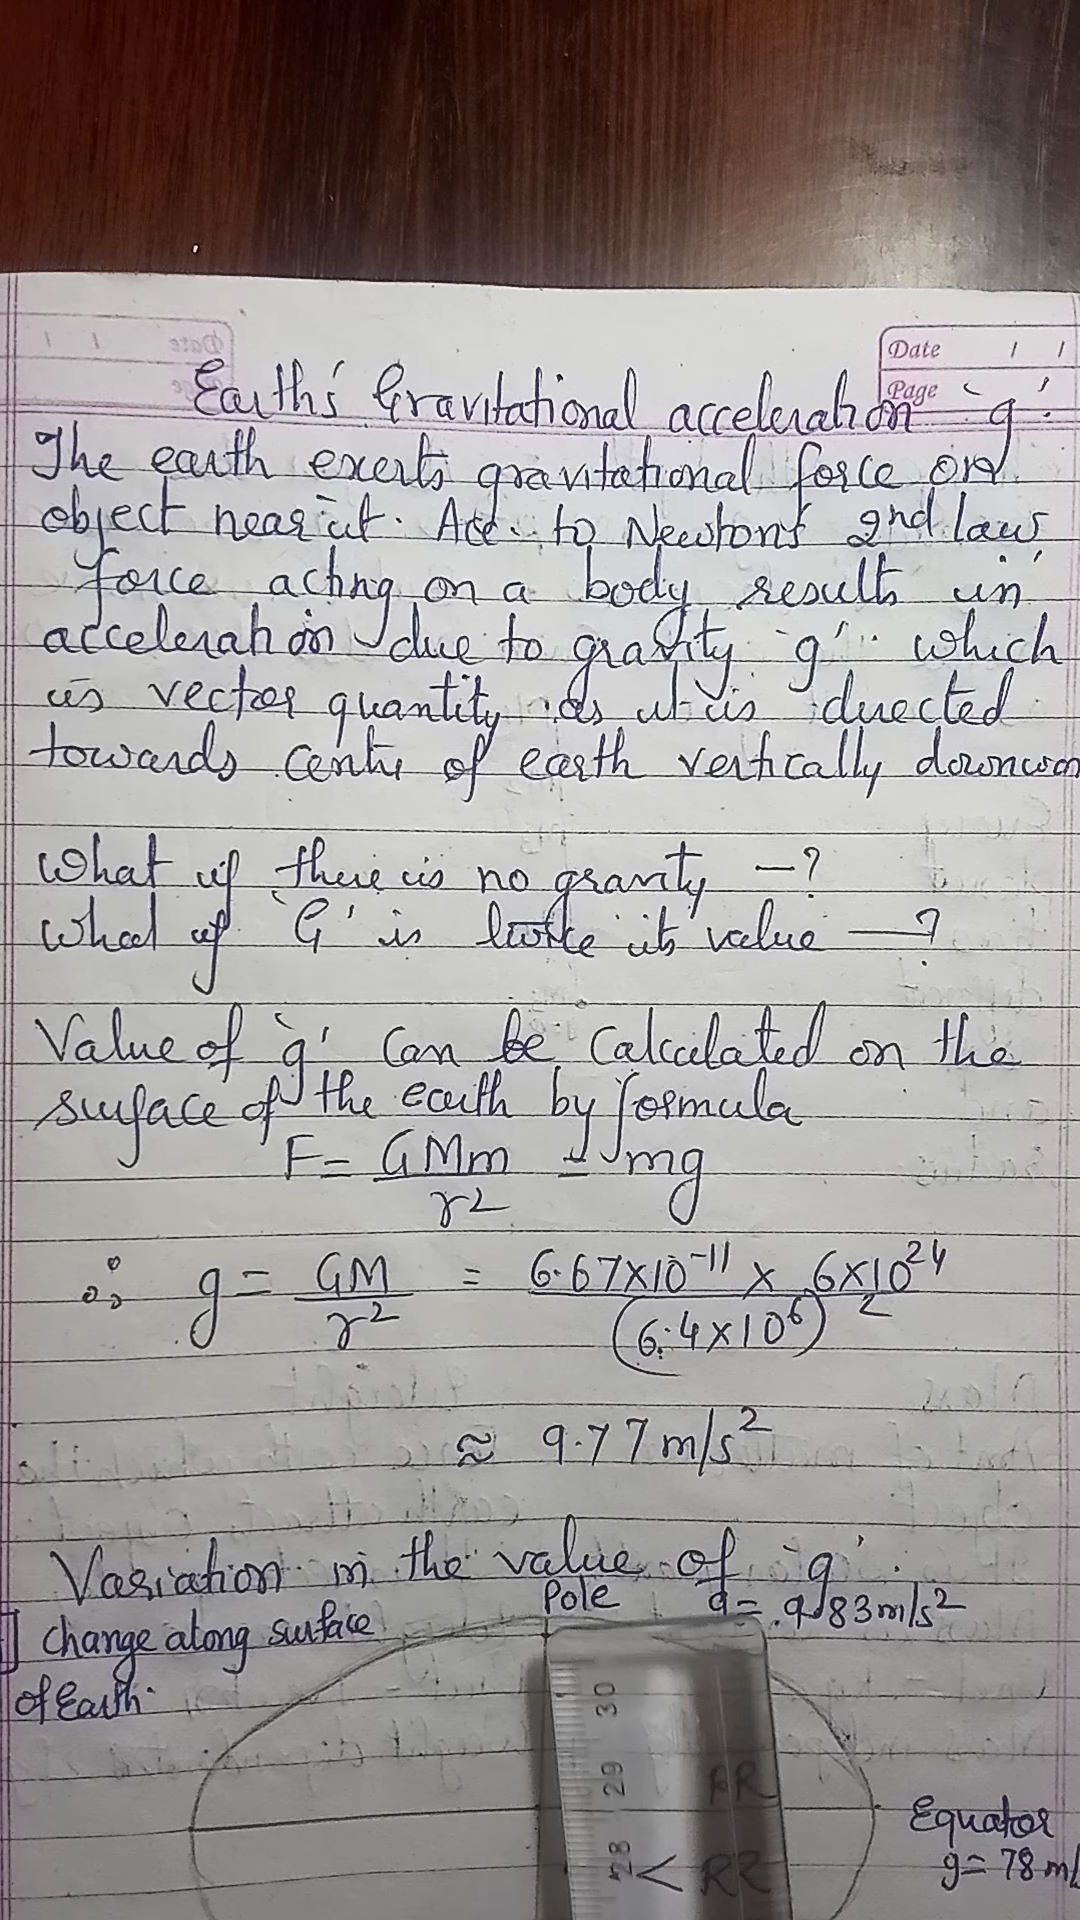 Date / /
Page
Earth's Gravitational acceleration 'g'.
The earth exerts gravitational force on
object near it. Acc. to Newton's 2nd law,
force acting on a body results in
acceleration due to gravity 'g' which
is vector quantity as it is directed
towards centre of earth vertically
What if there is no gravity —?
What if 'G' is twice its value —?
Value of 'g' can be calculated on the
surface of the earth by formula
F = GMm/r² = mg
∴ g = GM/r² = 6.67×10⁻¹¹ × 6×10²⁴/(6.4×10⁶)²
≈ 9.77 m/s²
Variation in the value of 'g'.
Pole g = 9.83 m/s²
] change along surface
of Earth.
30
29
28
Equator
g = 78 m/